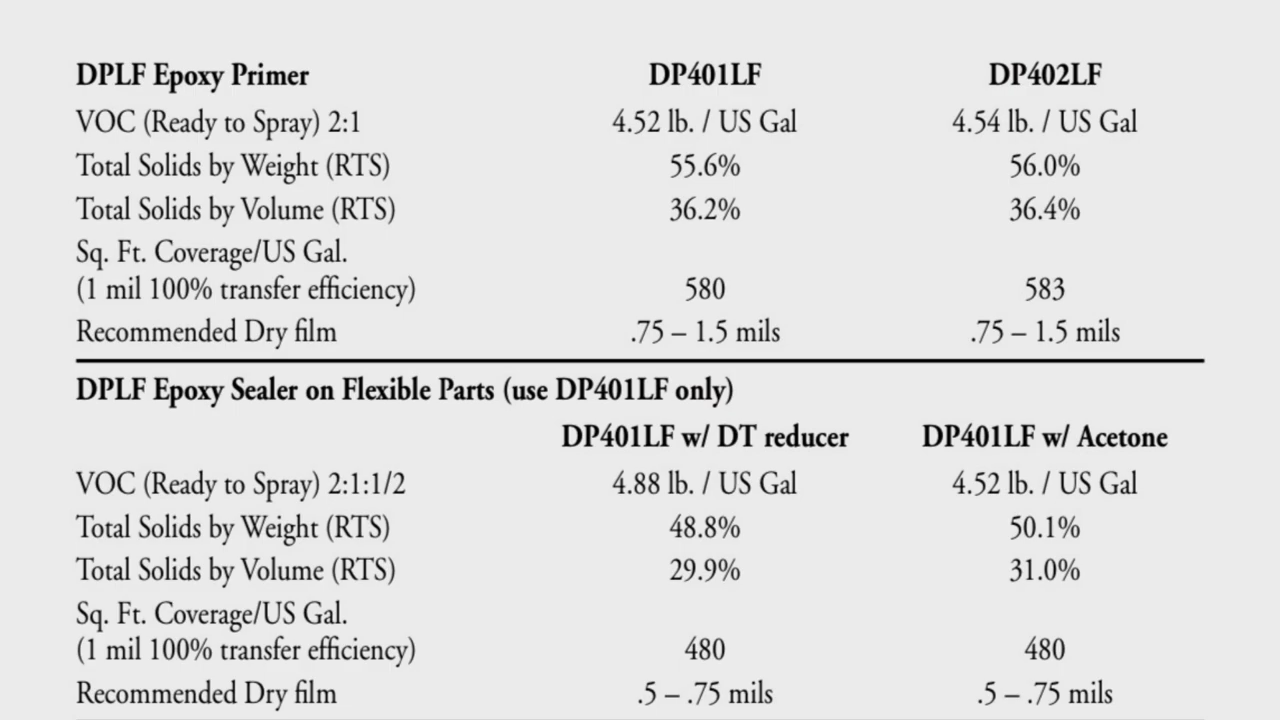 DPLF Epoxy Primer DP401LF DP402LF
VOC (Ready to Spray) 2:1 4.52 lb. / US Gal 4.54 lb. / US Gal
Total Solids by Weight (RTS) 55.6% 56.0%
Total Solids by Volume (RTS) 36.2% 36.4%
Sq. Ft. Coverage/US Gal.
(1 mil 100% transfer efficiency) 580 583
Recommended Dry film .75 – 1.5 mils .75 – 1.5 mils
DPLF Epoxy Sealer on Flexible Parts (use DP401LF only)
DP401LF w/ DT reducer DP401LF w/ Acetone
VOC (Ready to Spray) 2:1:1/2 4.88 lb. / US Gal 4.52 lb. / US Gal
Total Solids by Weight (RTS) 48.8% 50.1%
Total Solids by Volume (RTS) 29.9% 31.0%
Sq. Ft. Coverage/US Gal.
(1 mil 100% transfer efficiency) 480 480
Recommended Dry film .5 – .75 mils .5 – .75 mils